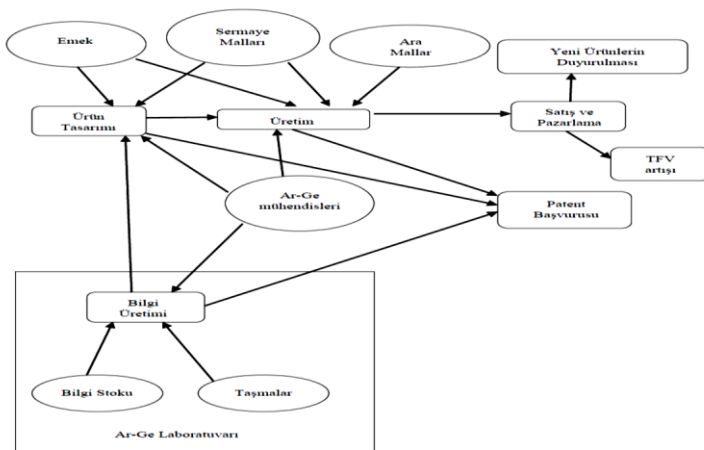 Emek
Sermaye
Malları
Ara
Mallar
Yeni Ürünlerin
Duyurulması
Ürün
Tasarımı
Üretim
Satış ve
Pazarlama
TFV
artışı
Ar-Ge
mühendisleri
Patent
Başvurusu
Bilgi
Üretimi
Bilgi Stoku
Taşmalar
Ar-Ge Laboratuvarı